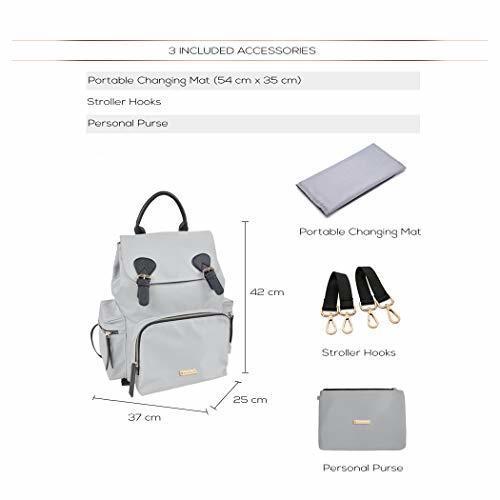 3 INCLUDED ACCESSORIES
Portable Changing Mat (54 cm x 35 cm)
Stroller Hooks
Personal Purse
Portable Changing Mat
42 cm
Stroller Hooks
25 cm
37 cm
Personal Purse